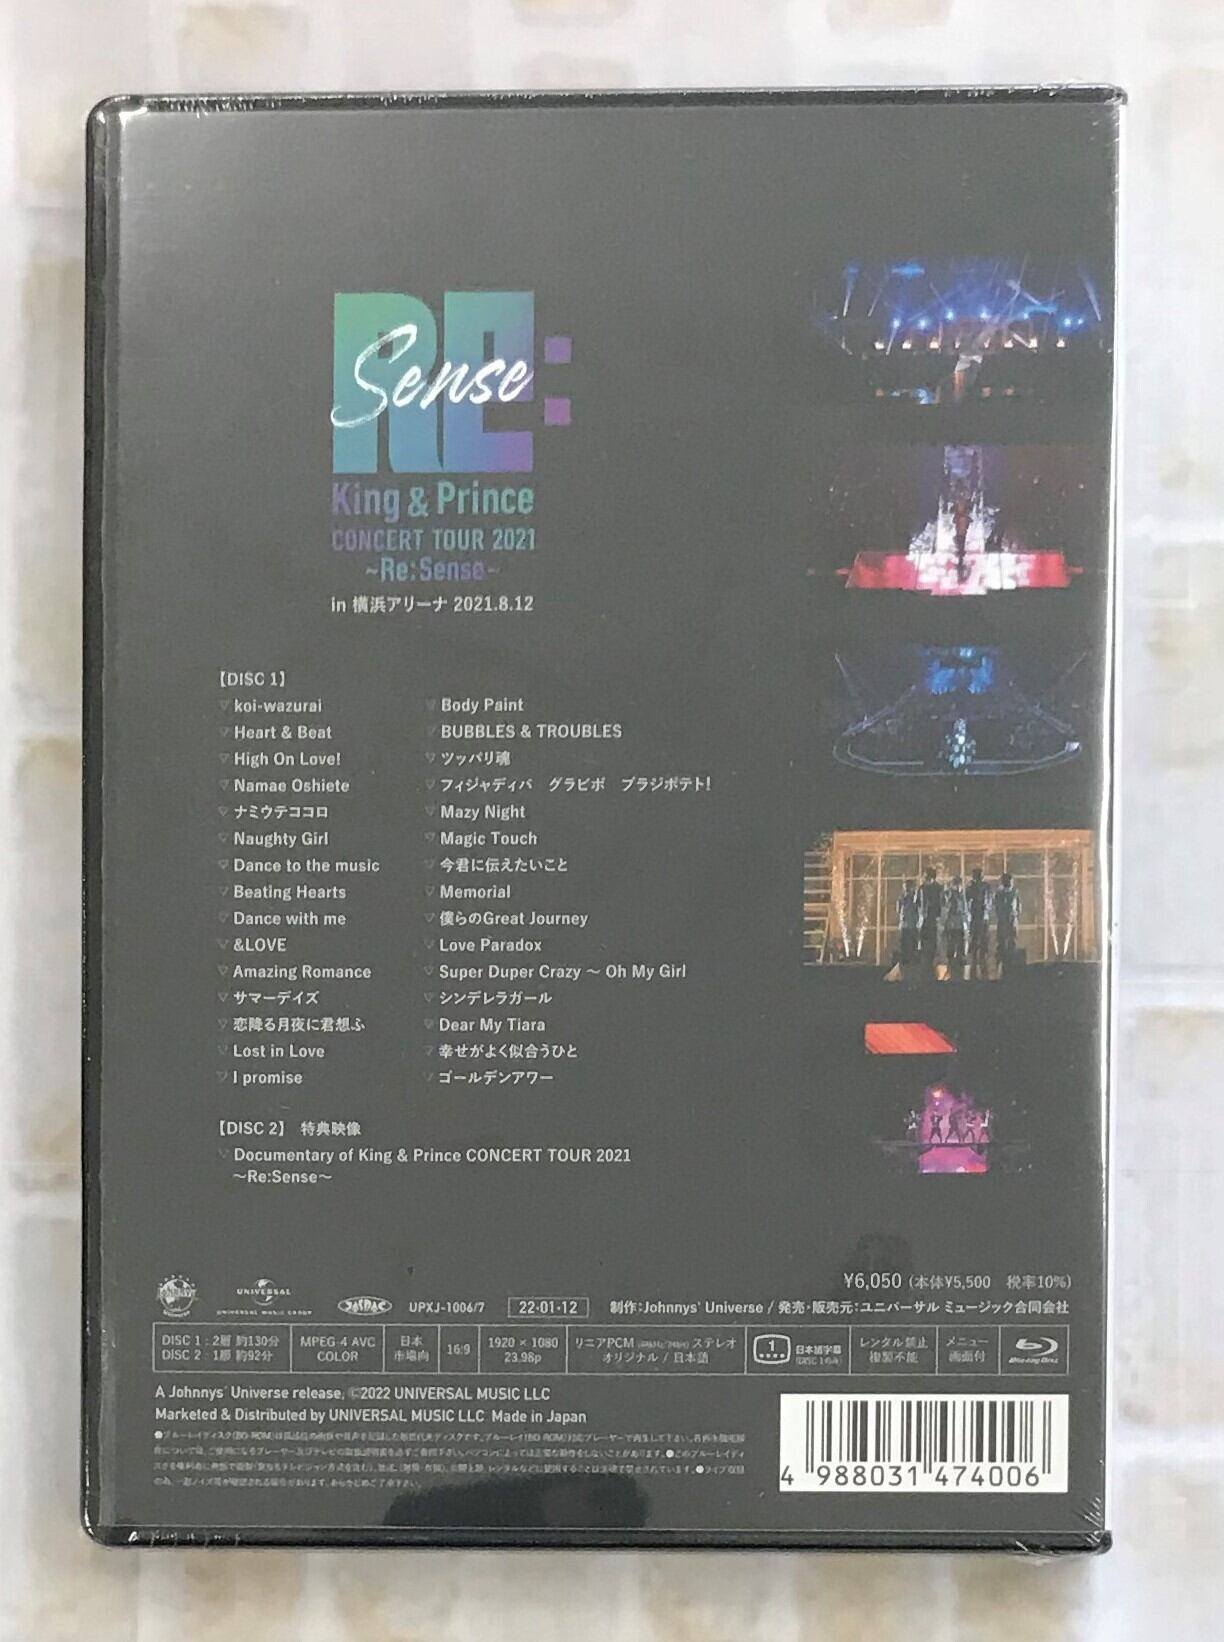 RE:
Sense
King & Prince
CONCERT TOUR 2021
~Re:Sense~
in 横浜アリーナ 2021.8.12
【DISC 1】
koi-wazurai
Heart & Beat
High On Love!
Namae Oshiete
ナミウテココロ
Naughty Girl
Dance to the music
Beating Hearts
Dance with me
&LOVE
Amazing Romance
サマーデイズ
恋降る月夜に君想ふ
Lost in Love
I promise
Body Paint
BUBBLES & TROUBLES
ツッパリ魂
フィジャディバ　グラビボ　ブラジポテト!
Mazy Night
Magic Touch
今君に伝えたいこと
Memorial
僕らのGreat Journey
Love Paradox
Super Duper Crazy ～ Oh My Girl
シンデレラガール
Dear My Tiara
幸せがよく似合うひと
ゴールデンアワー
【DISC 2】 特典映像
Documentary of King & Prince CONCERT TOUR 2021
～Re:Sense～
¥6,050 (本体¥5,500　税率10%)
UNIVERSAL
JASRAC
UPXJ-1006/7
22・01・12
制作:Johnnys' Universe / 発売・販売元:ユニバーサル ミュージック合同会社
DISC 1 : 2層 約130分
DISC 2 : 1層 約92分
MPEG-4 AVC
COLOR
日本
市場向
16:9
1920 × 1080
23.98p
リニアPCM ステレオ
オリジナル / 日本語
1
日本語字幕
(DISC 1のみ)
レンタル禁止
複製不能
メニュー
画面付
Blu-ray Disc
A Johnnys' Universe release, ©2022 UNIVERSAL MUSIC LLC
Marketed & Distributed by UNIVERSAL MUSIC LLC Made in Japan
4 988031 474006